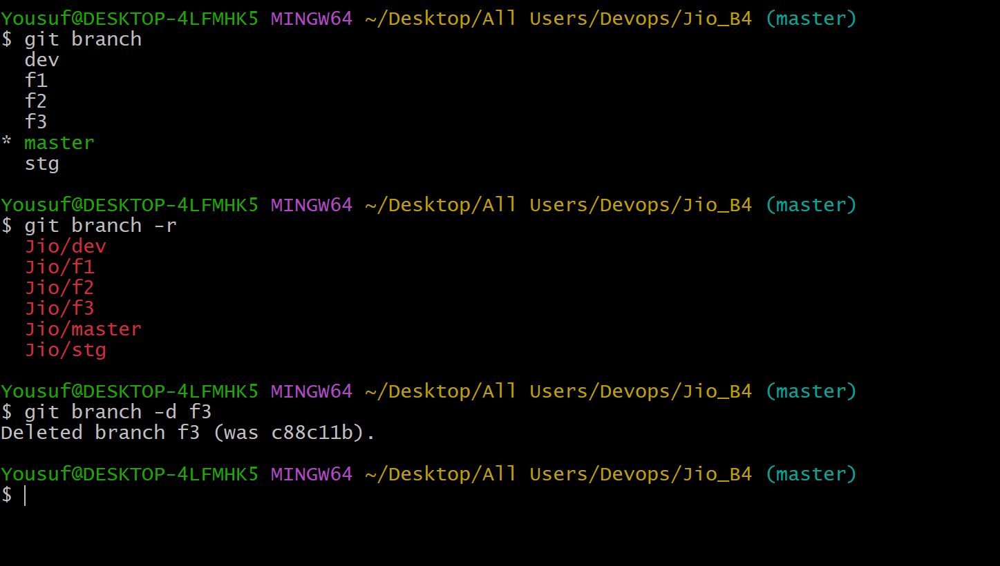 Yousuf@DESKTOP-4LFMHK5 MINGW64 ~/Desktop/All Users/Devops/Jio_B4 (master)
$ git branch
  dev
  f1
  f2
  f3
* master
  stg

Yousuf@DESKTOP-4LFMHK5 MINGW64 ~/Desktop/All Users/Devops/Jio_B4 (master)
$ git branch -r
  Jio/dev
  Jio/f1
  Jio/f2
  Jio/f3
  Jio/master
  Jio/stg

Yousuf@DESKTOP-4LFMHK5 MINGW64 ~/Desktop/All Users/Devops/Jio_B4 (master)
$ git branch -d f3
Deleted branch f3 (was c88c11b).

Yousuf@DESKTOP-4LFMHK5 MINGW64 ~/Desktop/All Users/Devops/Jio_B4 (master)
$